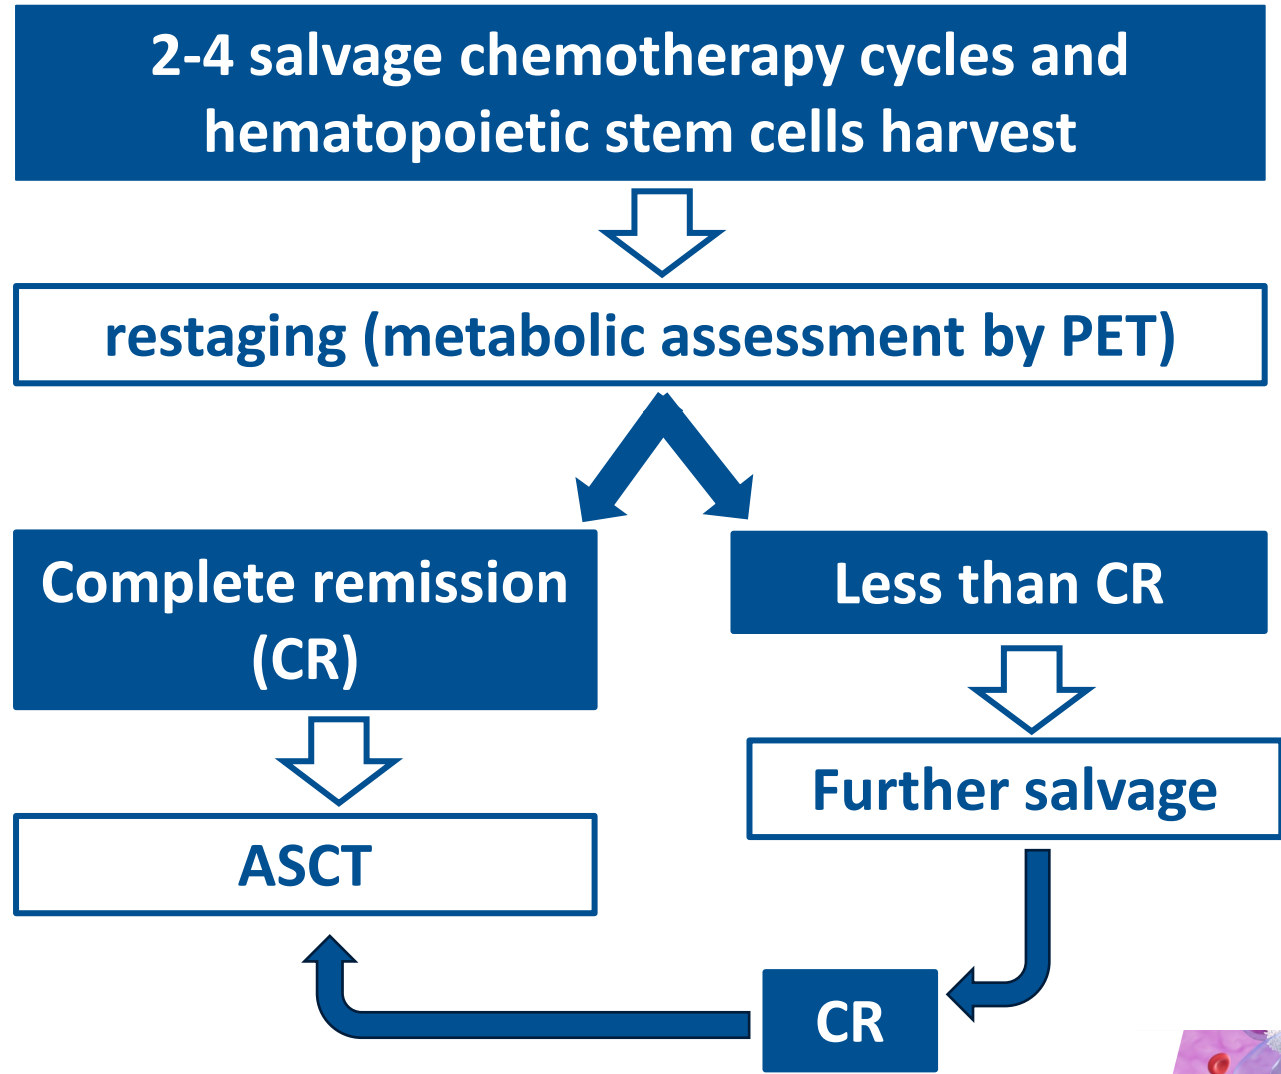 2-4 salvage chemotherapy cycles and
hematopoietic stem cells harvest
restaging (metabolic assessment by PET)
Complete remission
(CR)
Less than CR
Further salvage
ASCT
CR